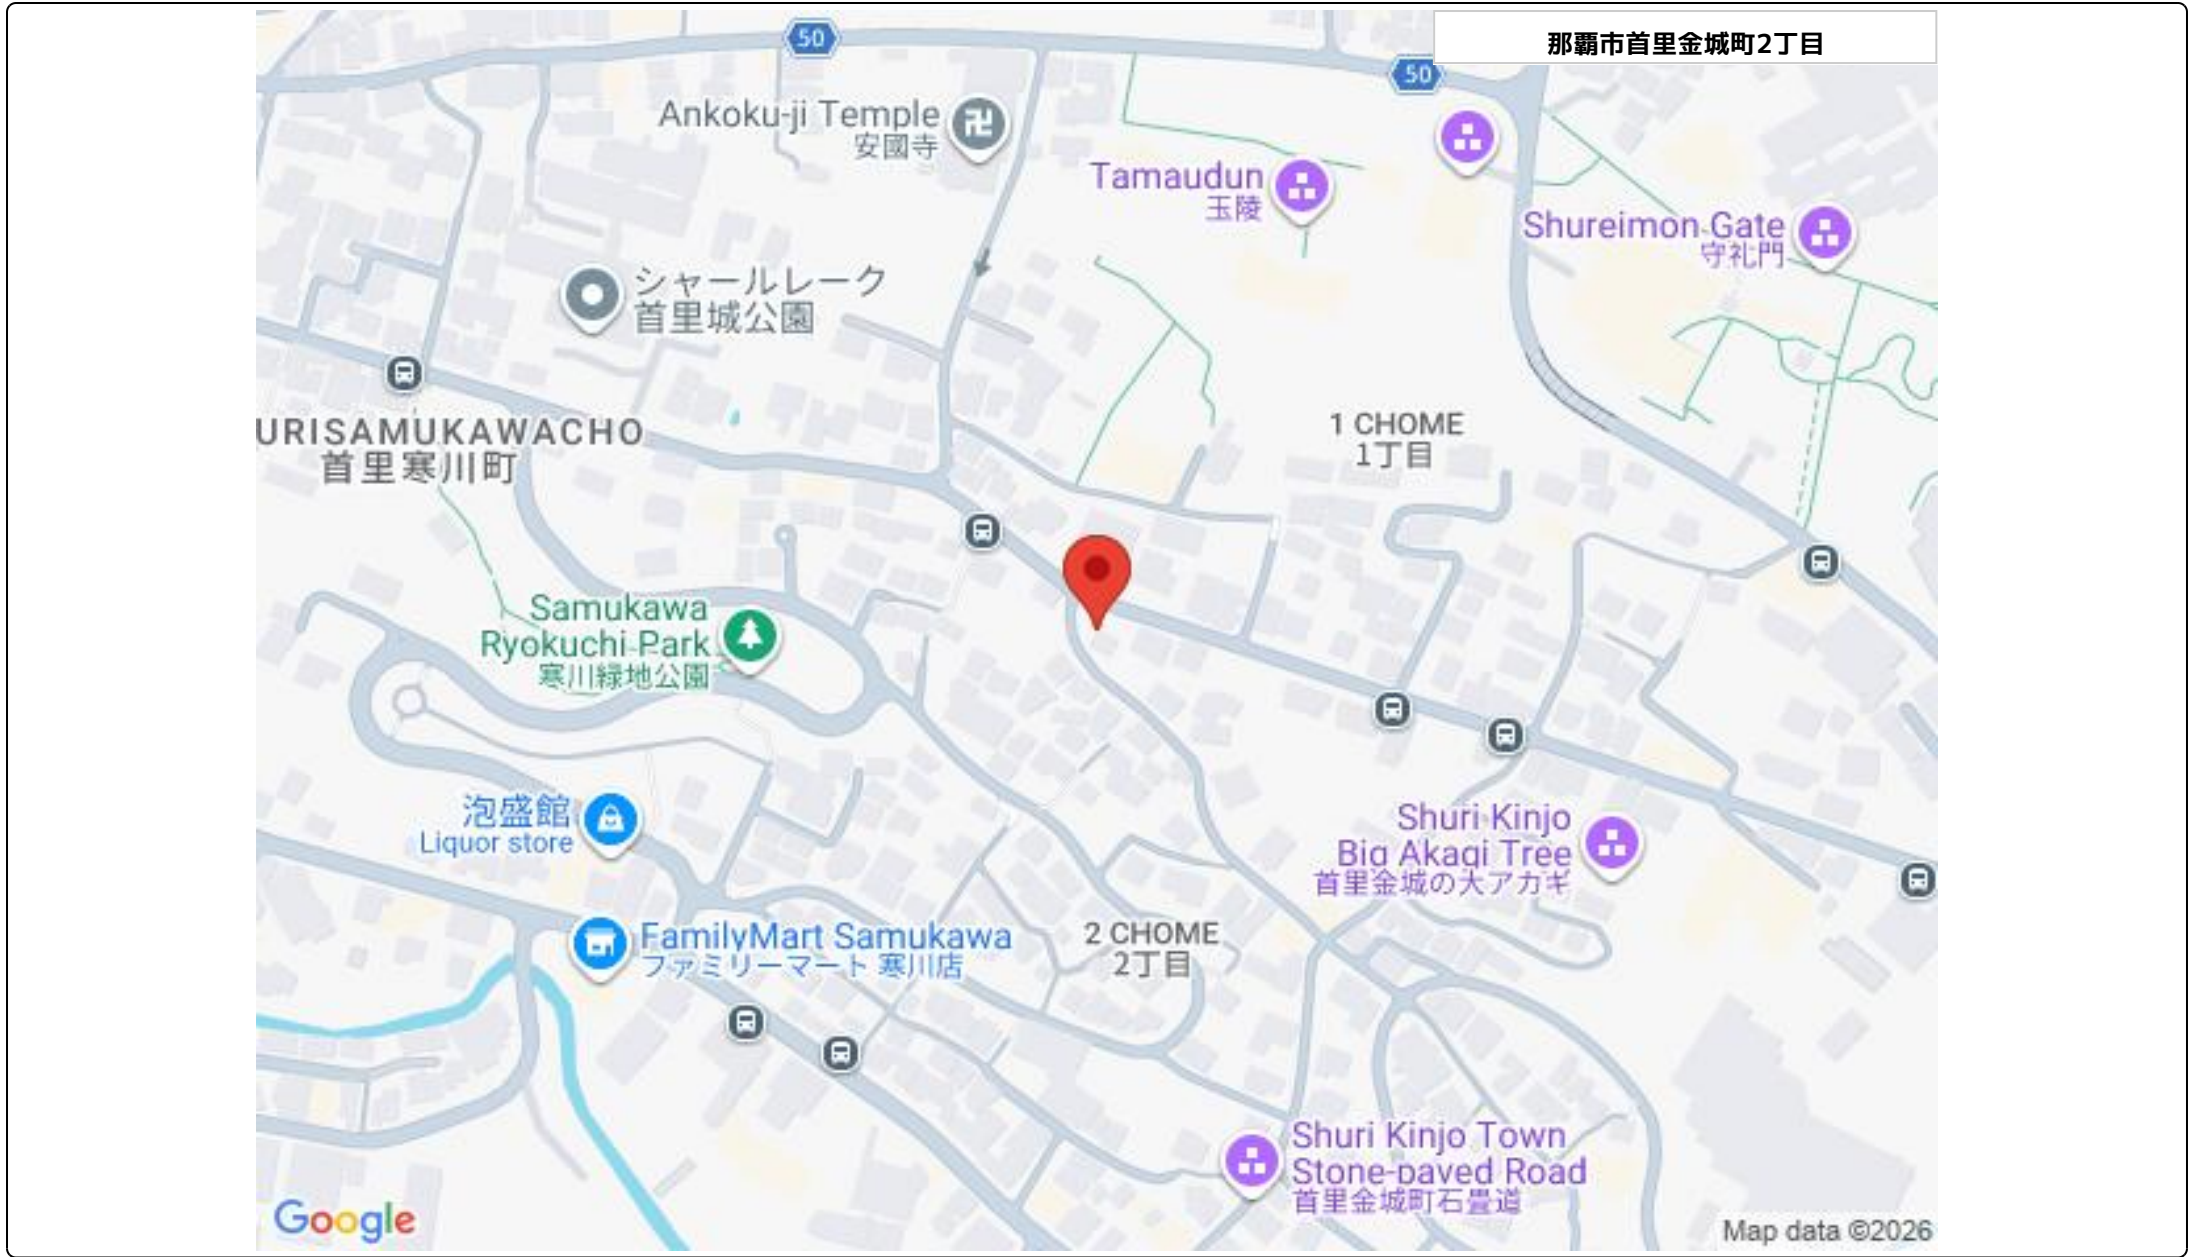 那覇市首里金城町2丁目
50
50
Ankoku-ji Temple
安國寺
Tamaudun
玉陵
Shureimon Gate
守礼門
シャールレーク
首里城公園
URISAMUKAWACHO
首里寒川町
1 CHOME
1丁目
Samukawa
Ryokuchi Park
寒川緑地公園
泡盛館
Liquor store
Shuri Kinjo
Big Akagi Tree
首里金城の大アカギ
FamilyMart Samukawa
ファミリーマート 寒川店
2 CHOME
2丁目
Shuri Kinjo Town
Stone-paved Road
首里金城町石畳道
Google
Map data ©2026